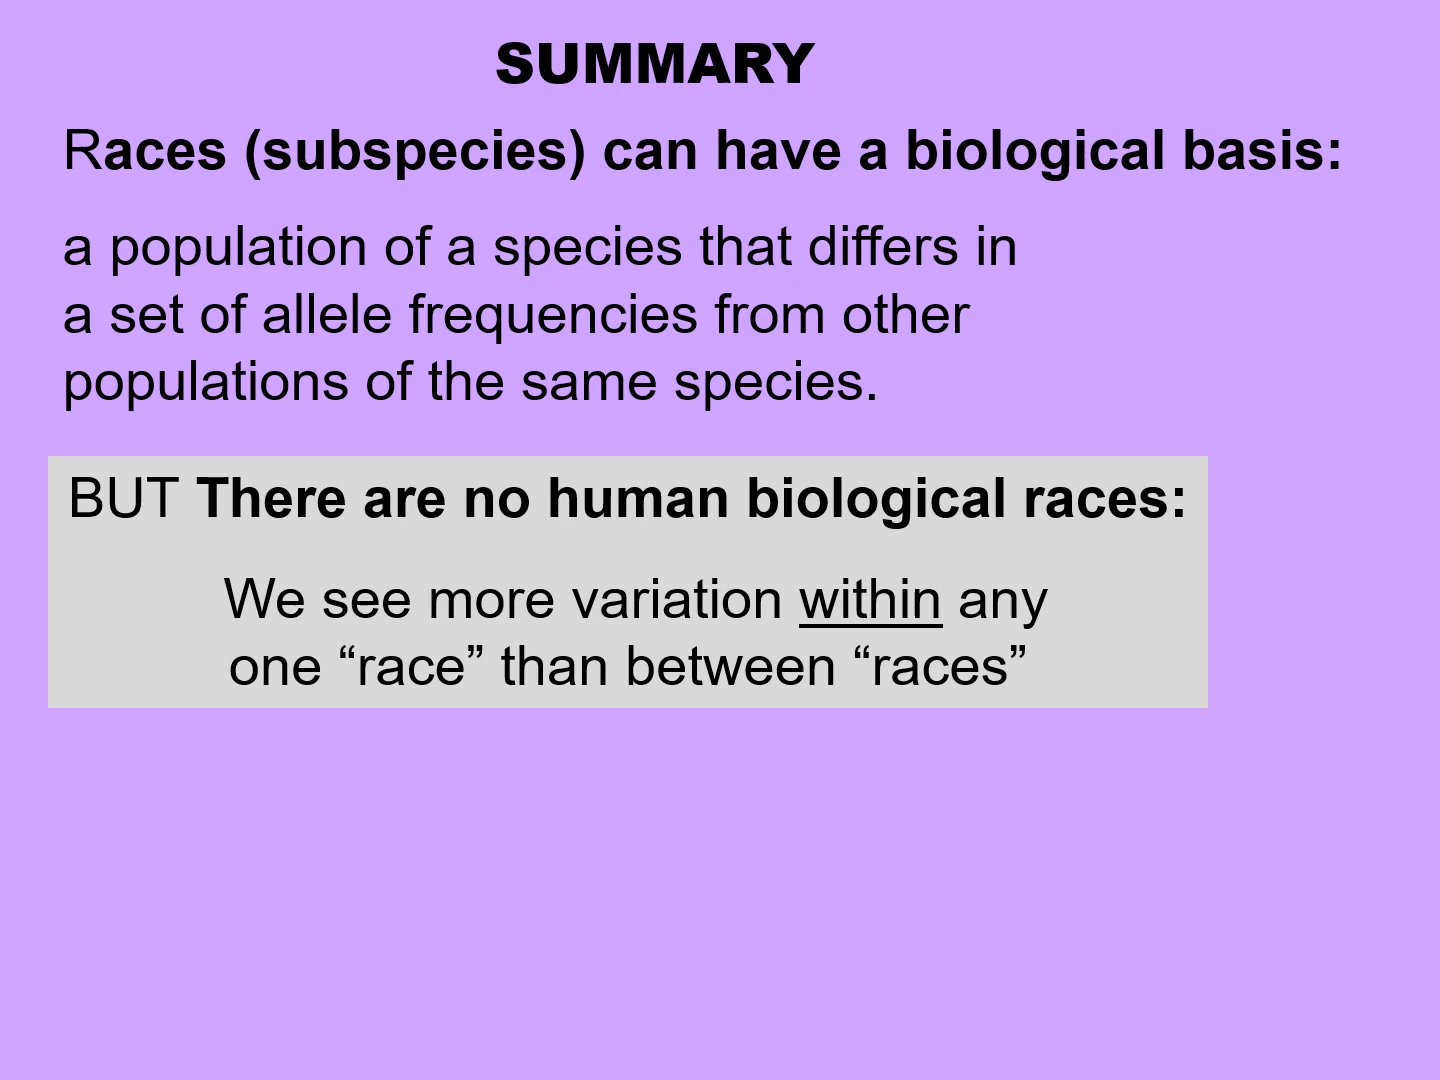 SUMMARY
Races (subspecies) can have a biological basis:
a population of a species that differs in
a set of allele frequencies from other
populations of the same species.
BUT There are no human biological races:
We see more variation within any
one “race” than between “races”